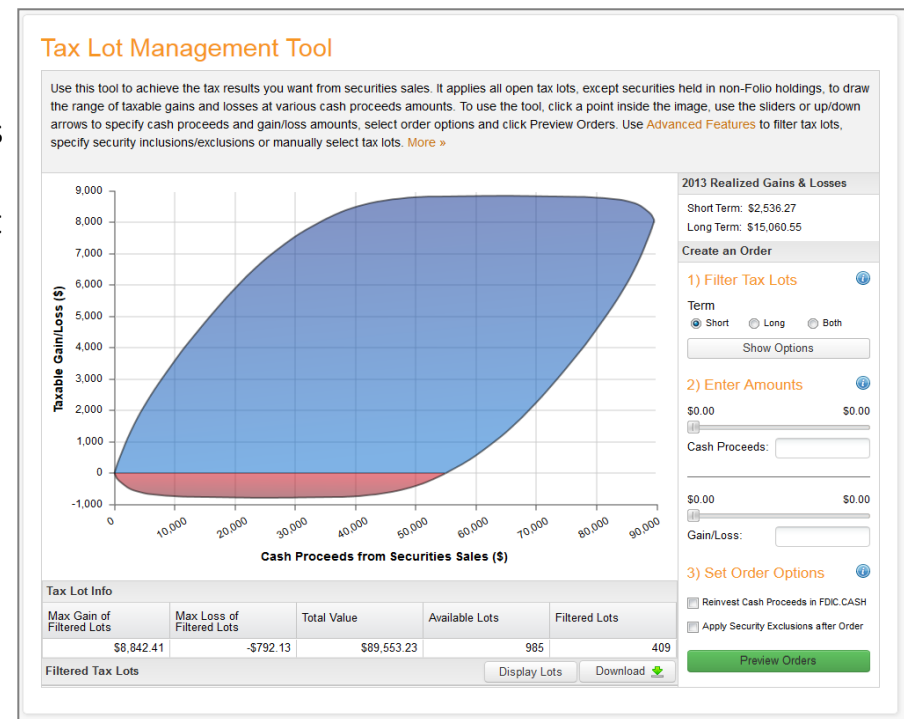 Tax Lot Management Tool
Use this tool to achieve the tax results you want from securities sales. It applies all open tax lots, except securities held in non-Folio holdings, to draw
the range of taxable gains and losses at various cash proceeds amounts. To use the tool, click a point inside the image, use the sliders or up/down
arrows to specify cash proceeds and gain/loss amounts, select order options and click Preview Orders. Use Advanced Features to filter tax lots,
specify security inclusions/exclusions or manually select tax lots. More »
9,000
8,000
7,000
6,000
5,000
4,000
3,000
2,000
1,000
0
-1,000
Taxable Gain/Loss ($)
0
10,000
20,000
30,000
40,000
50,000
60,000
70,000
80,000
90,000
Cash Proceeds from Securities Sales ($)
2013 Realized Gains & Losses
Short Term: $2,536.27
Long Term: $15,060.55
Create an Order
1) Filter Tax Lots
Term
Short Long Both
Show Options
2) Enter Amounts
$0.00 $0.00
Cash Proceeds:
$0.00 $0.00
Gain/Loss:
3) Set Order Options
Reinvest Cash Proceeds in FDIC.CASH
Apply Security Exclusions after Order
Preview Orders
Tax Lot Info
Max Gain of Filtered Lots
Max Loss of Filtered Lots
Total Value
Available Lots
Filtered Lots
$8,842.41 -$792.13 $89,553.23 985 409
Filtered Tax Lots Display Lots Download